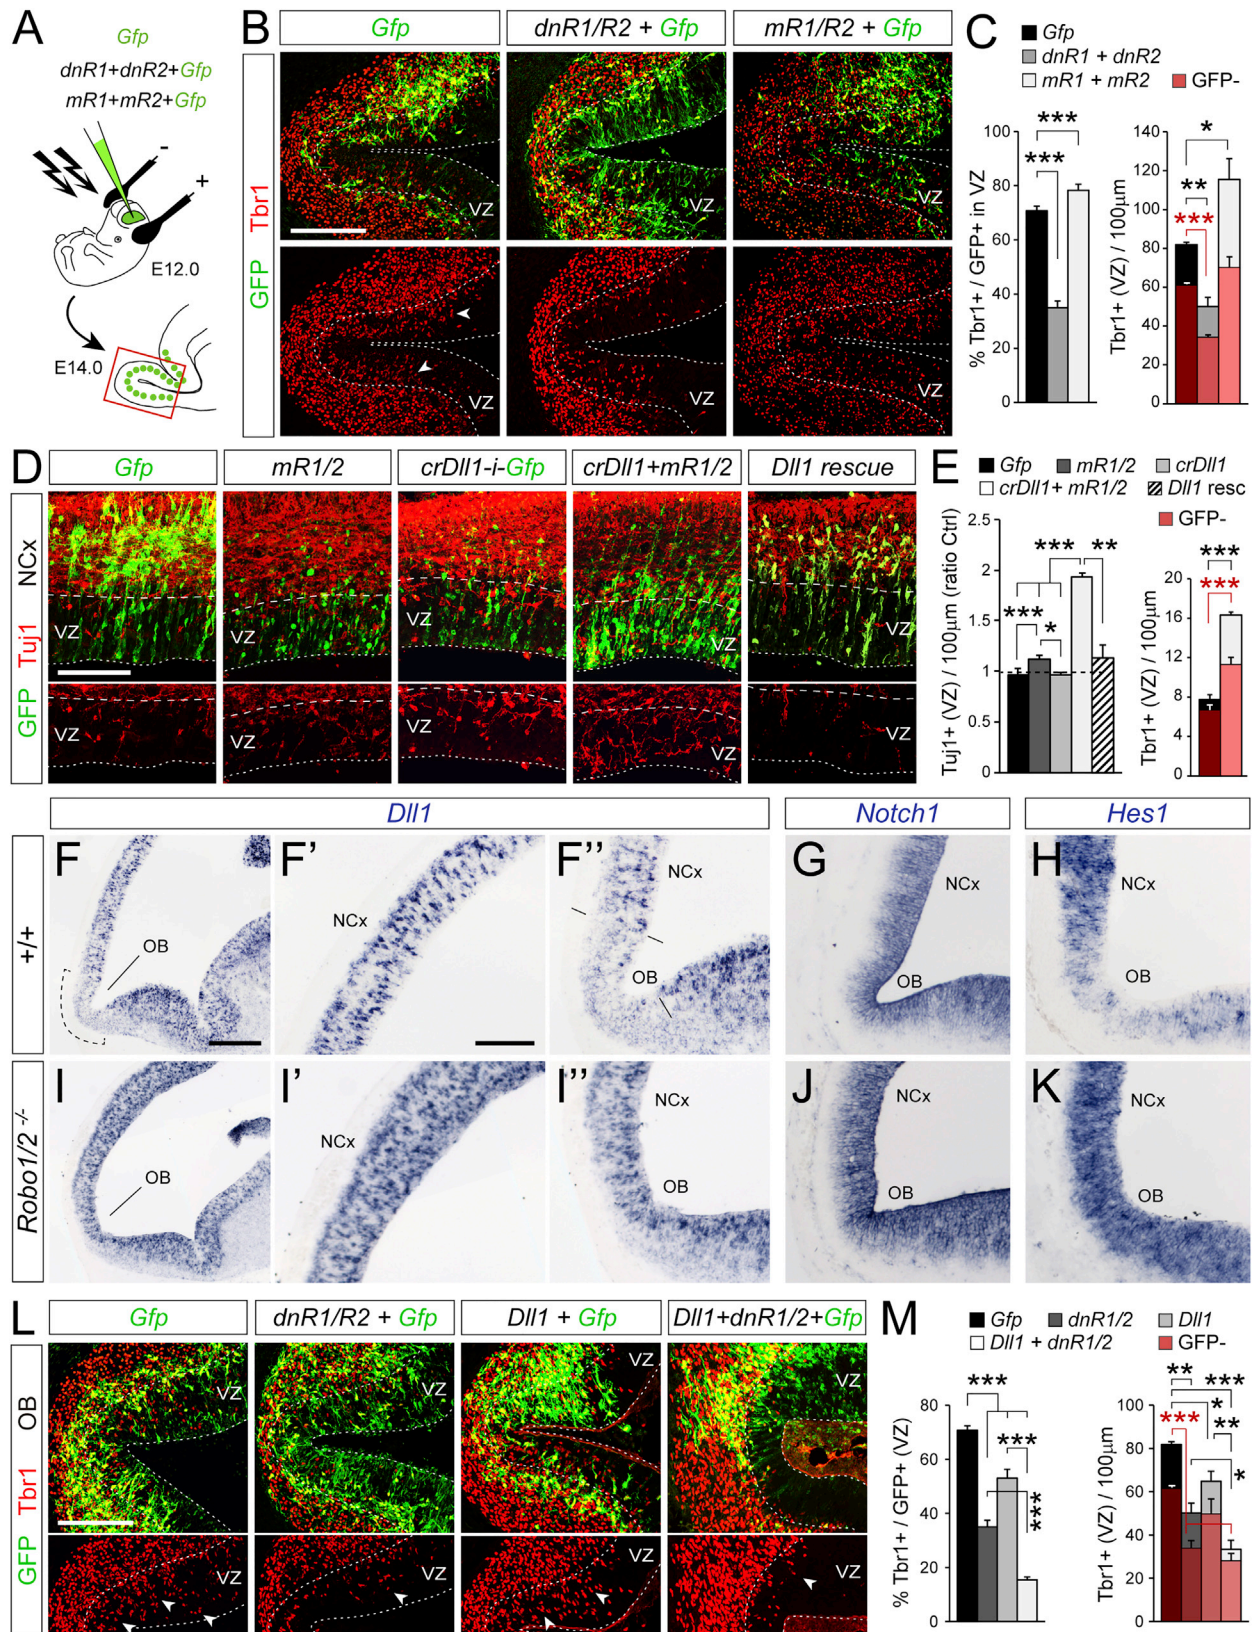 A
Gfp
dnR1+dnR2+Gfp
mR1+mR2+Gfp
-
+
E12.0
E14.0
B
Gfp
dnR1/R2 + Gfp
mR1/R2 + Gfp
GFP Tbr1
VZ
VZ
VZ
VZ
VZ
VZ
C
Gfp
dnR1 + dnR2
mR1 + mR2
GFP-
% Tbr1+ / GFP+ in VZ
100
80
60
40
20
0
***
***
Tbr1+ (VZ) / 100µm
140
120
100
80
60
40
20
0
*
**
***
D
Gfp
mR1/2
crDll1-i-Gfp
crDll1+mR1/2
Dll1 rescue
GFP Tuj1 NCx
VZ
VZ
VZ
VZ
VZ
VZ
VZ
VZ
VZ
VZ
E
Gfp
mR1/2
crDll1
crDll1+ mR1/2
Dll1 resc
GFP-
Tuj1+ (VZ) / 100µm (ratio Ctrl)
2.5
2
1.5
1
0.5
0
***
**
***
*
Tbr1+ (VZ) / 100µm
20
16
12
8
4
0
***
***
Dll1
Notch1
Hes1
+/+
F
OB
F'
NCx
F''
NCx
OB
G
NCx
OB
H
NCx
OB
Robo1/2 -/-
I
OB
I'
NCx
I''
NCx
OB
J
NCx
OB
K
NCx
OB
L
Gfp
dnR1/R2 + Gfp
Dll1 + Gfp
Dll1+dnR1/2+Gfp
GFP Tbr1 OB
VZ
VZ
VZ
VZ
VZ
VZ
VZ
VZ
M
Gfp
dnR1/2
Dll1
Dll1 + dnR1/2
GFP-
% Tbr1+ / GFP+ (VZ)
80
60
40
20
0
***
***
***
Tbr1+ (VZ) / 100µm
100
80
60
40
20
0
**
***
*
***
**
*